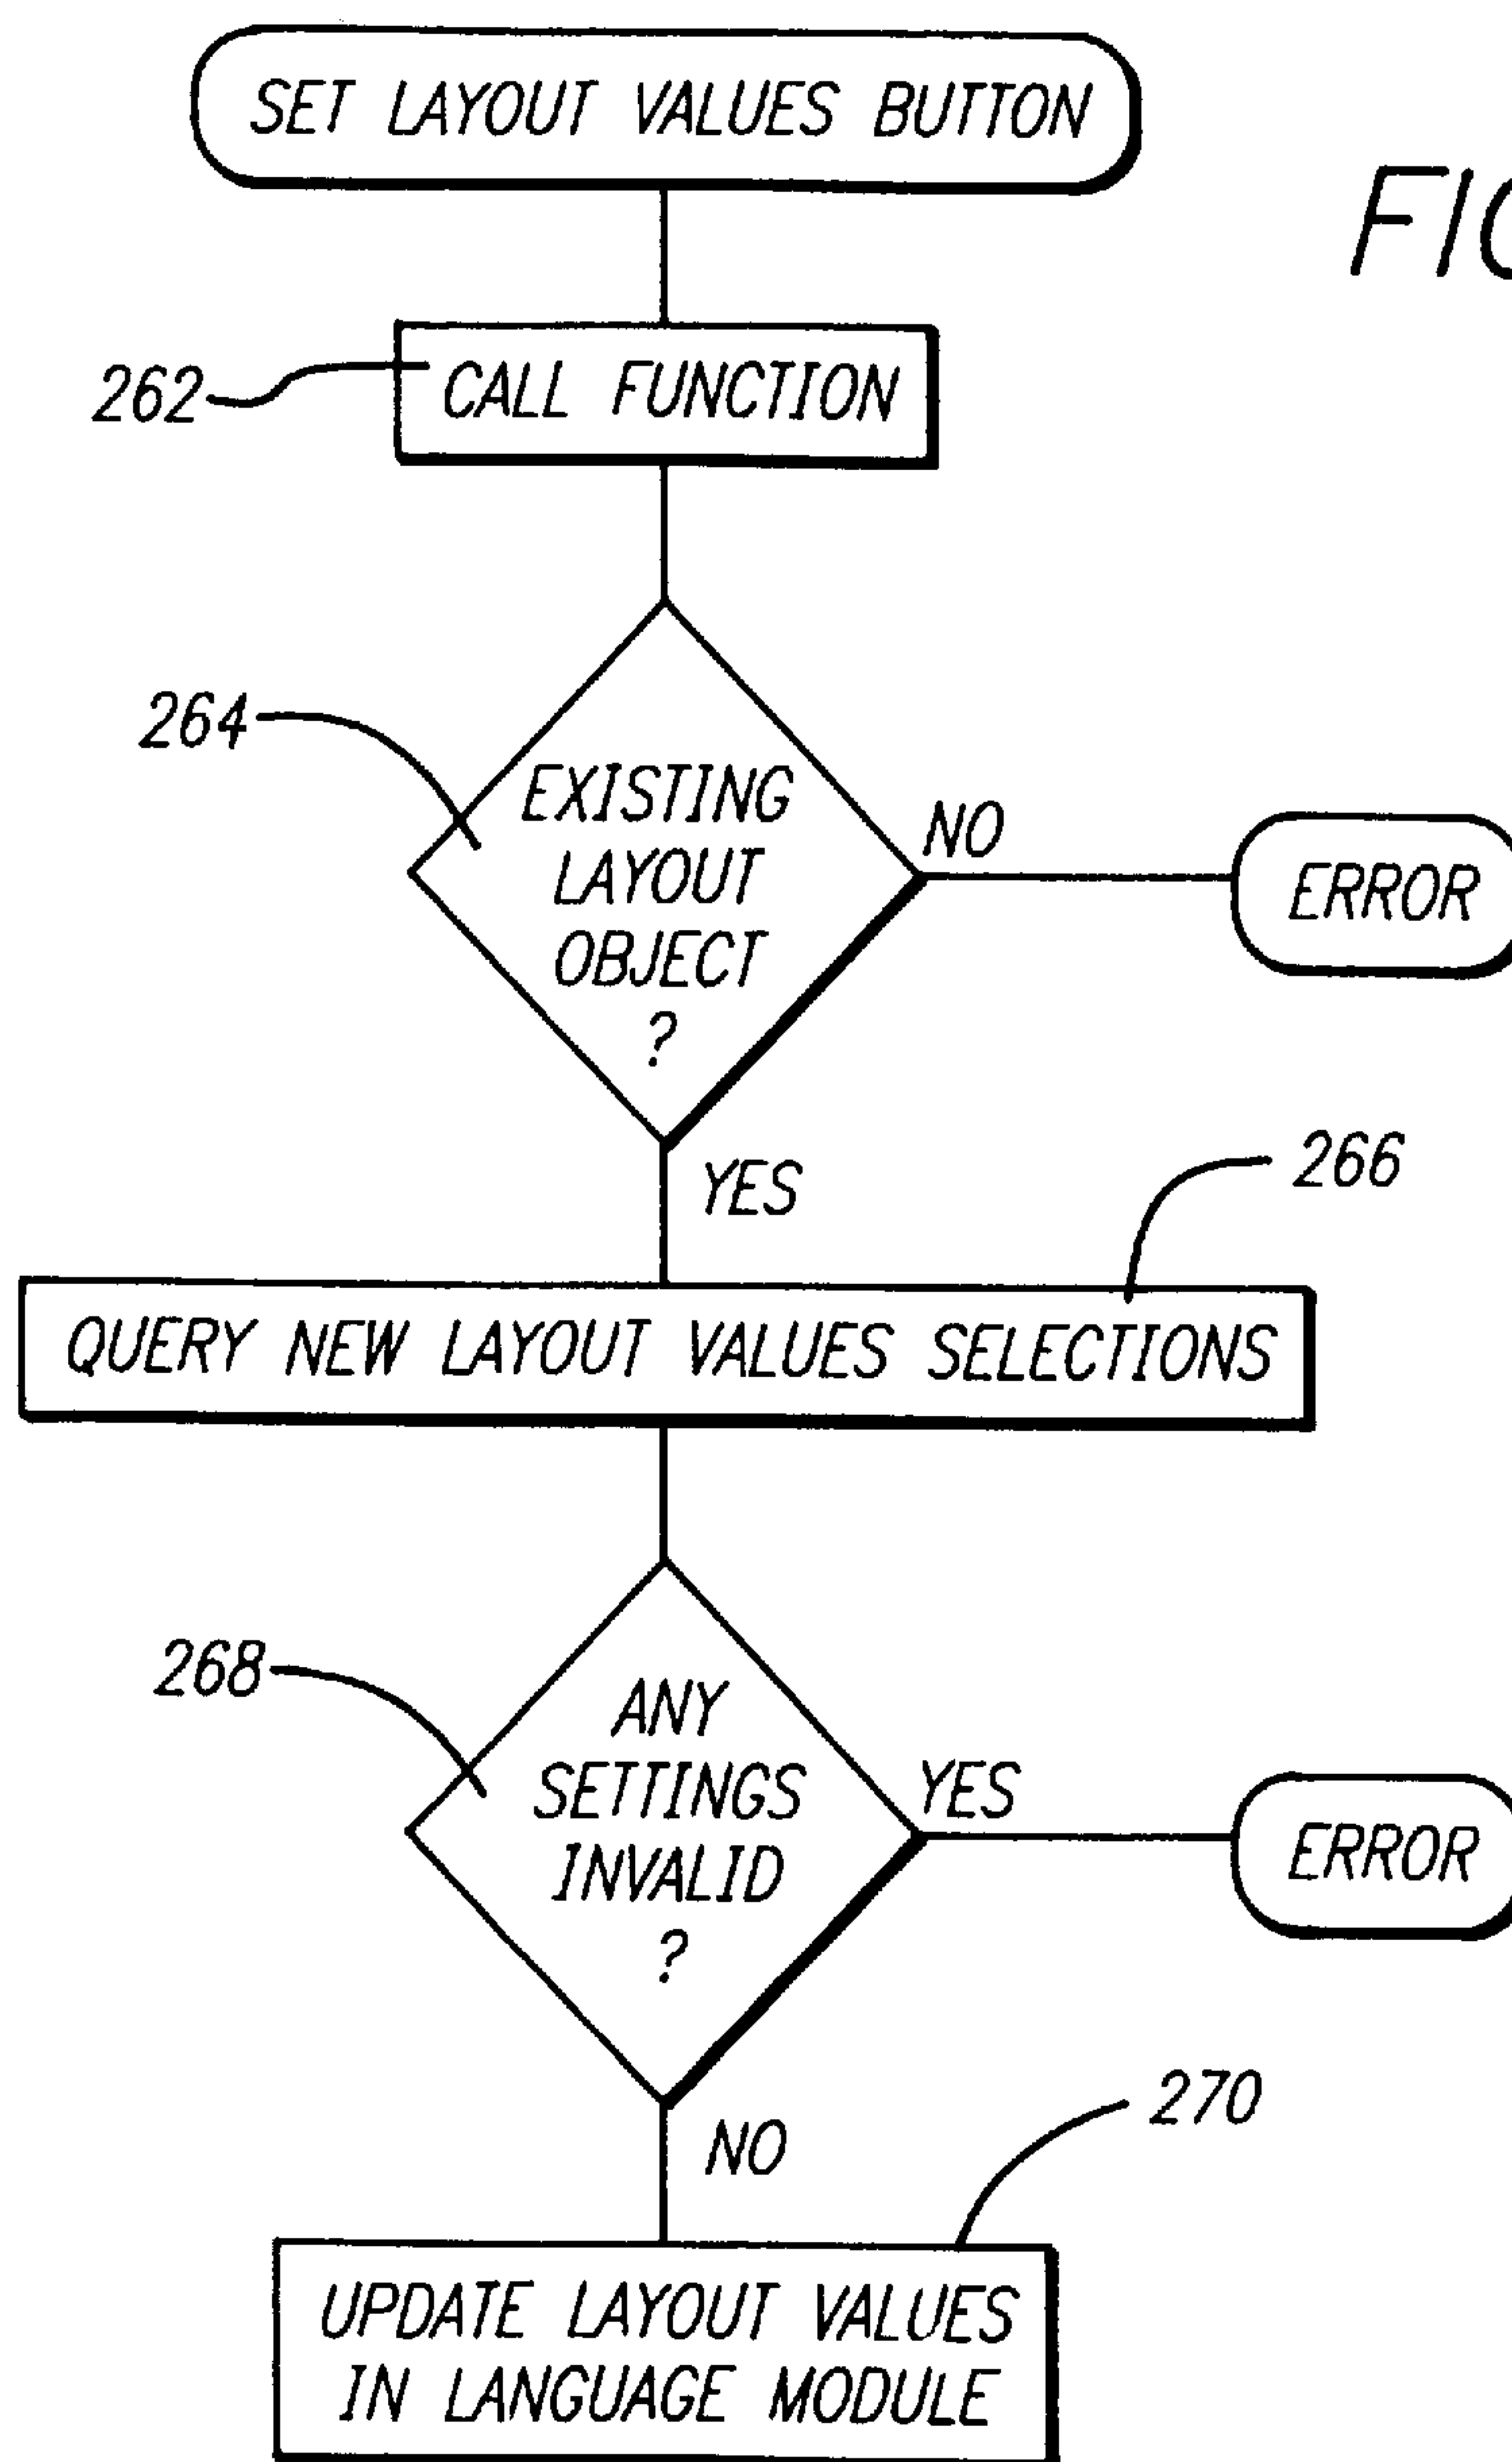 SET LAYOUT VALUES BUTTON
262
CALL FUNCTION
264
EXISTING
LAYOUT
OBJECT
?
NO
ERROR
YES
266
QUERY NEW LAYOUT VALUES SELECTIONS
268
ANY
SETTINGS
INVALID
?
YES
ERROR
NO
270
UPDATE LAYOUT VALUES
IN LANGUAGE MODULE